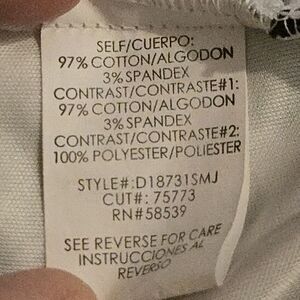 SELF/CUERPO:
97% COTTON/ALGODON
3% SPANDEX
CONTRAST/CONTRASTE#1:
97% COTTON/ALGODON
3% SPANDEX
CONTRAST/CONTRASTE#2:
100% POLYESTER/POLIESTER
STYLE#:D18731SMJ
CUT#: 75773
RN#58539
SEE REVERSE FOR CARE
INSTRUCCIONES AL
REVERSO